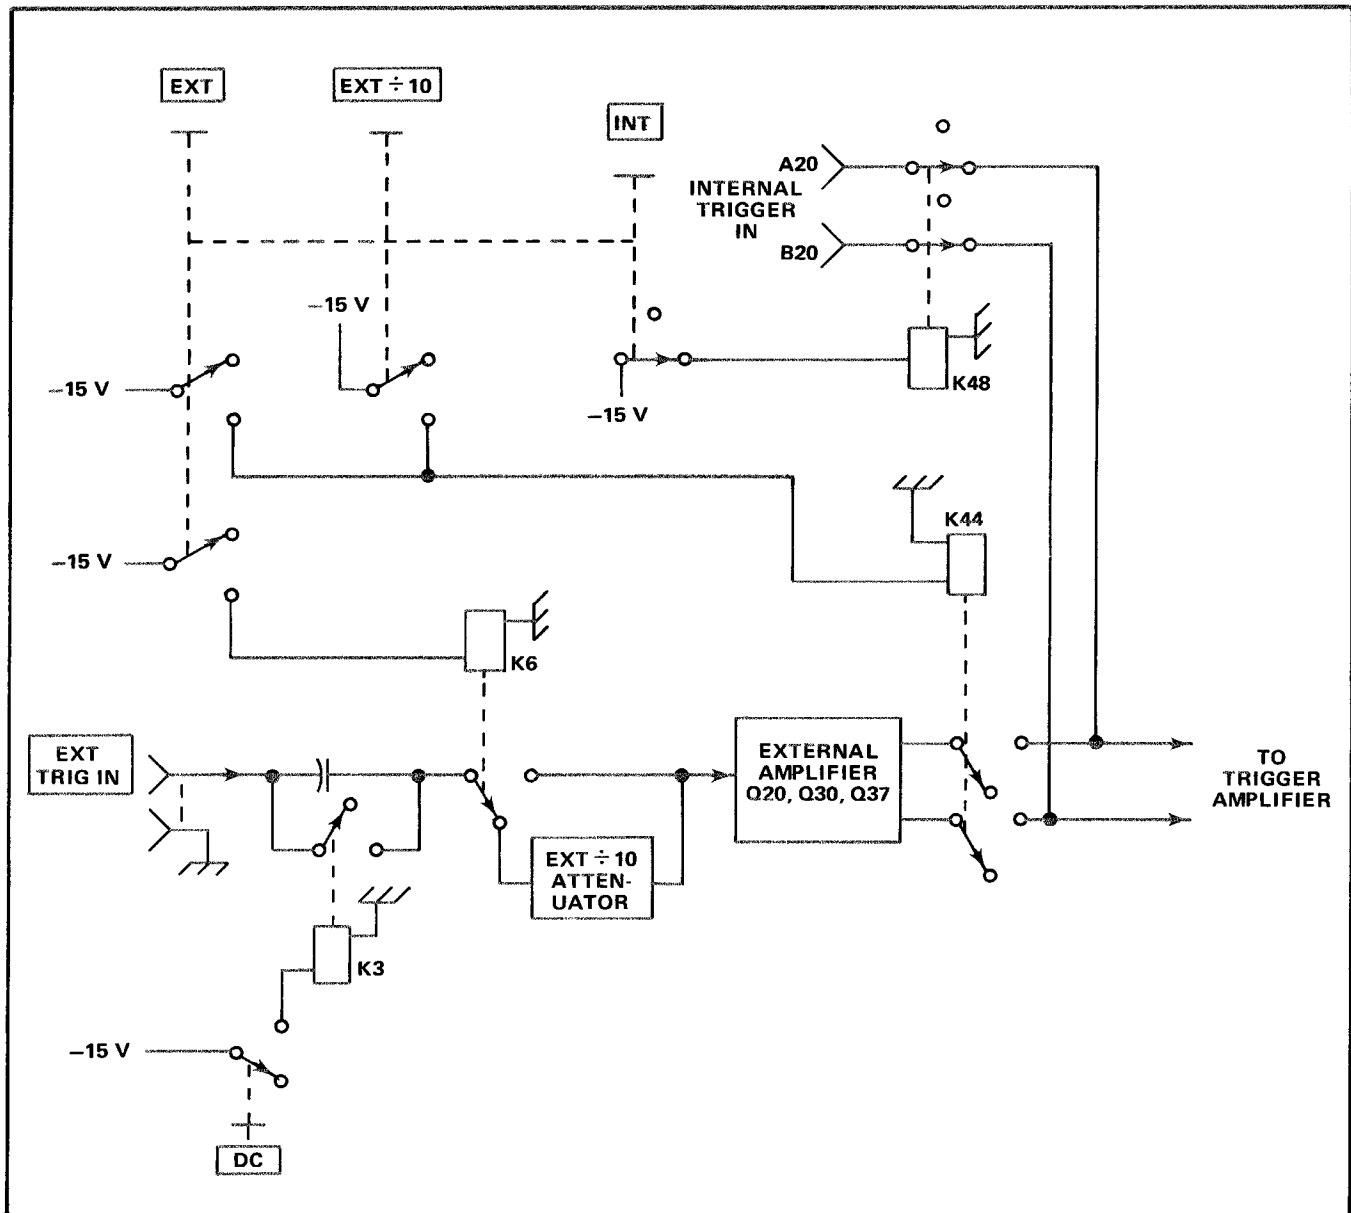 EXT
EXT ÷ 10
INT
A20
INTERNAL
TRIGGER
IN
B20
–15 V
–15 V
–15 V
K48
K44
–15 V
K6
EXT
TRIG IN
EXTERNAL
AMPLIFIER
Q20, Q30, Q37
TO
TRIGGER
AMPLIFIER
EXT ÷ 10
ATTEN-
UATOR
K3
–15 V
DC